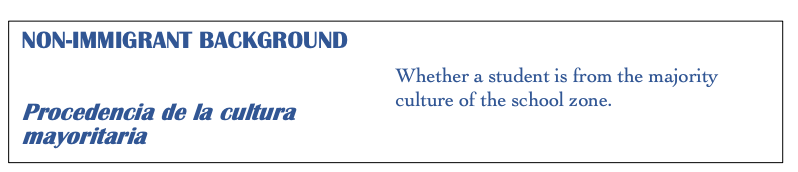 NON-IMMIGRANT BACKGROUND
Procedencia de la cultura
mayoritaria
Whether a student is from the majority
culture of the school zone.